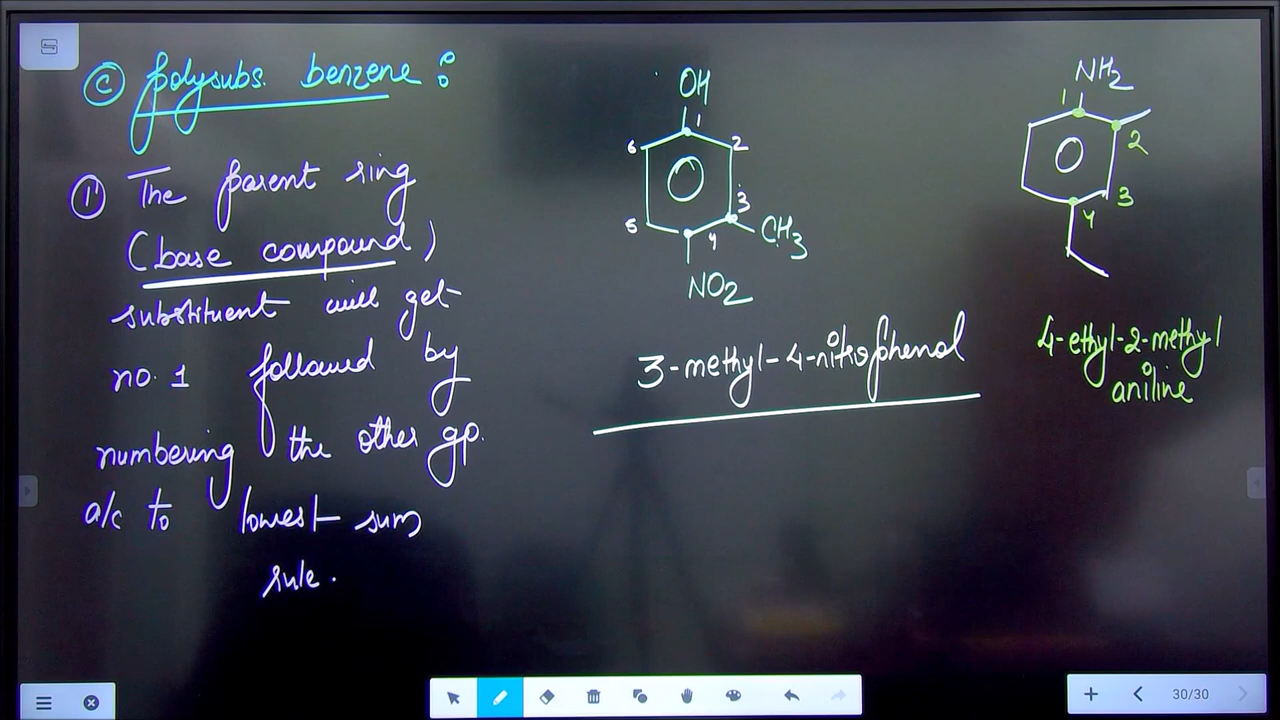 © polysubs. benzene :
① The parent ring
(base compound)
substituent will get
no. 1 followed by
numbering the other gp.
a/c to lowest sum
rule.
OH
1
6 2
5 3
4 CH3
NO2
3-methyl-4-nitrophenol
NH2
1
2
3
4
4-ethyl-2-methyl
aniline
30/30